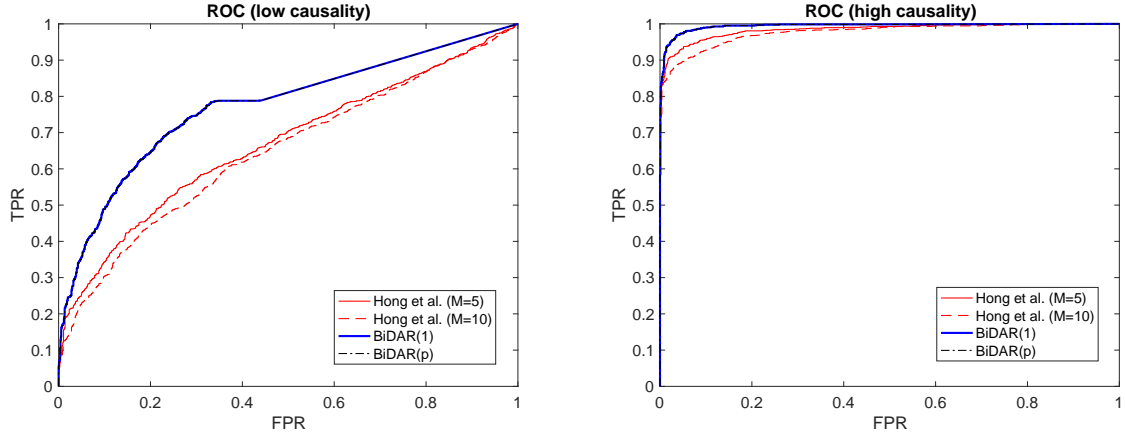 ROC (low causality)
1
0.9
0.8
0.7
0.6
0.5
0.4
0.3
0.2
0.1
0
TPR
0 0.2 0.4 0.6 0.8 1
FPR
Hong et al. (M=5)
Hong et al. (M=10)
BiDAR(1)
BiDAR(p)
ROC (high causality)
1
0.9
0.8
0.7
0.6
0.5
0.4
0.3
0.2
0.1
0
TPR
0 0.2 0.4 0.6 0.8 1
FPR
Hong et al. (M=5)
Hong et al. (M=10)
BiDAR(1)
BiDAR(p)